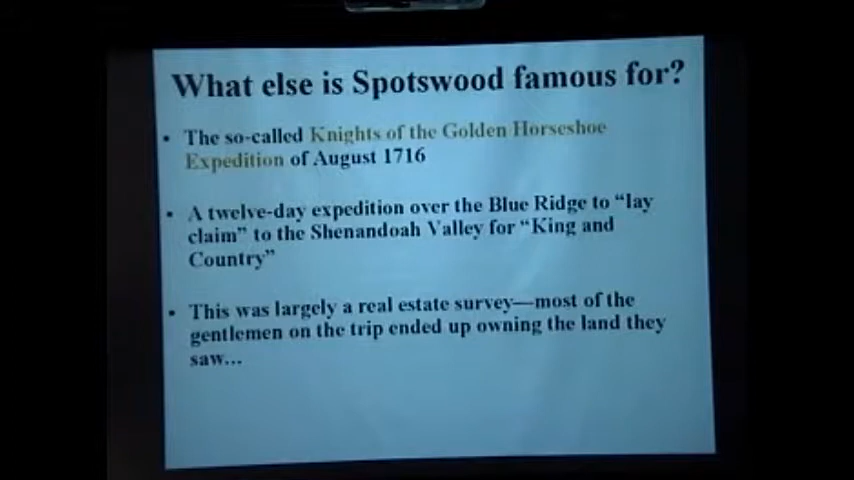 What else is Spotswood famous for?
• The so-called Knights of the Golden Horseshoe
Expedition of August 1716
• A twelve-day expedition over the Blue Ridge to “lay
claim” to the Shenandoah Valley for “King and
Country”
• This was largely a real estate survey—most of the
gentlemen on the trip ended up owning the land they
saw...